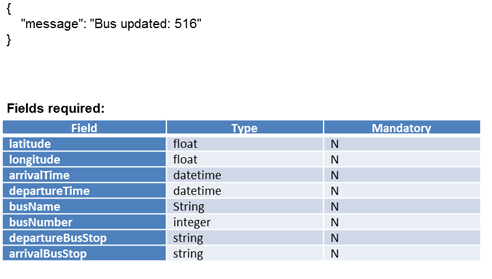 {
"message": "Bus updated: 516"
}
Fields required:
Field Type Mandatory
latitude float N
longitude float N
arrivalTime datetime N
departureTime datetime N
busName String N
busNumber integer N
departureBusStop string N
arrivalBusStop string N